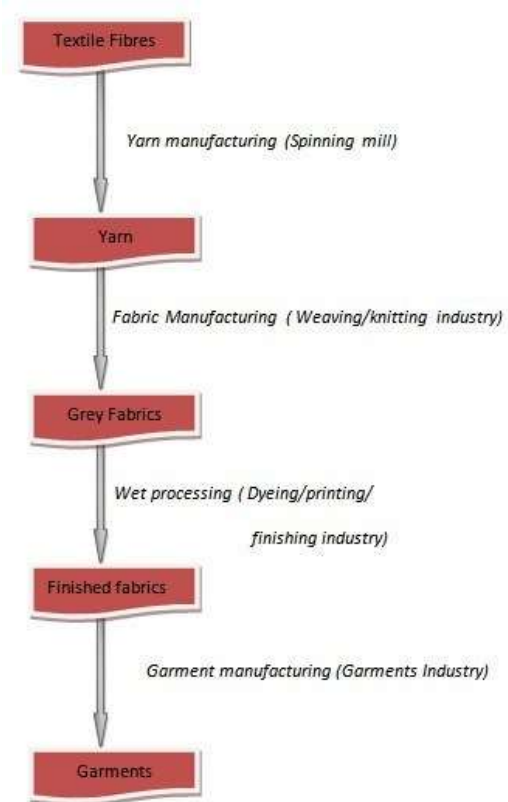 Textile Fibres
Yarn manufacturing (Spinning mill)
Yarn
Fabric Manufacturing ( Weaving/knitting industry)
Grey Fabrics
Wet processing ( Dyeing/printing/
finishing industry)
Finished fabrics
Garment manufacturing (Garments Industry)
Garments